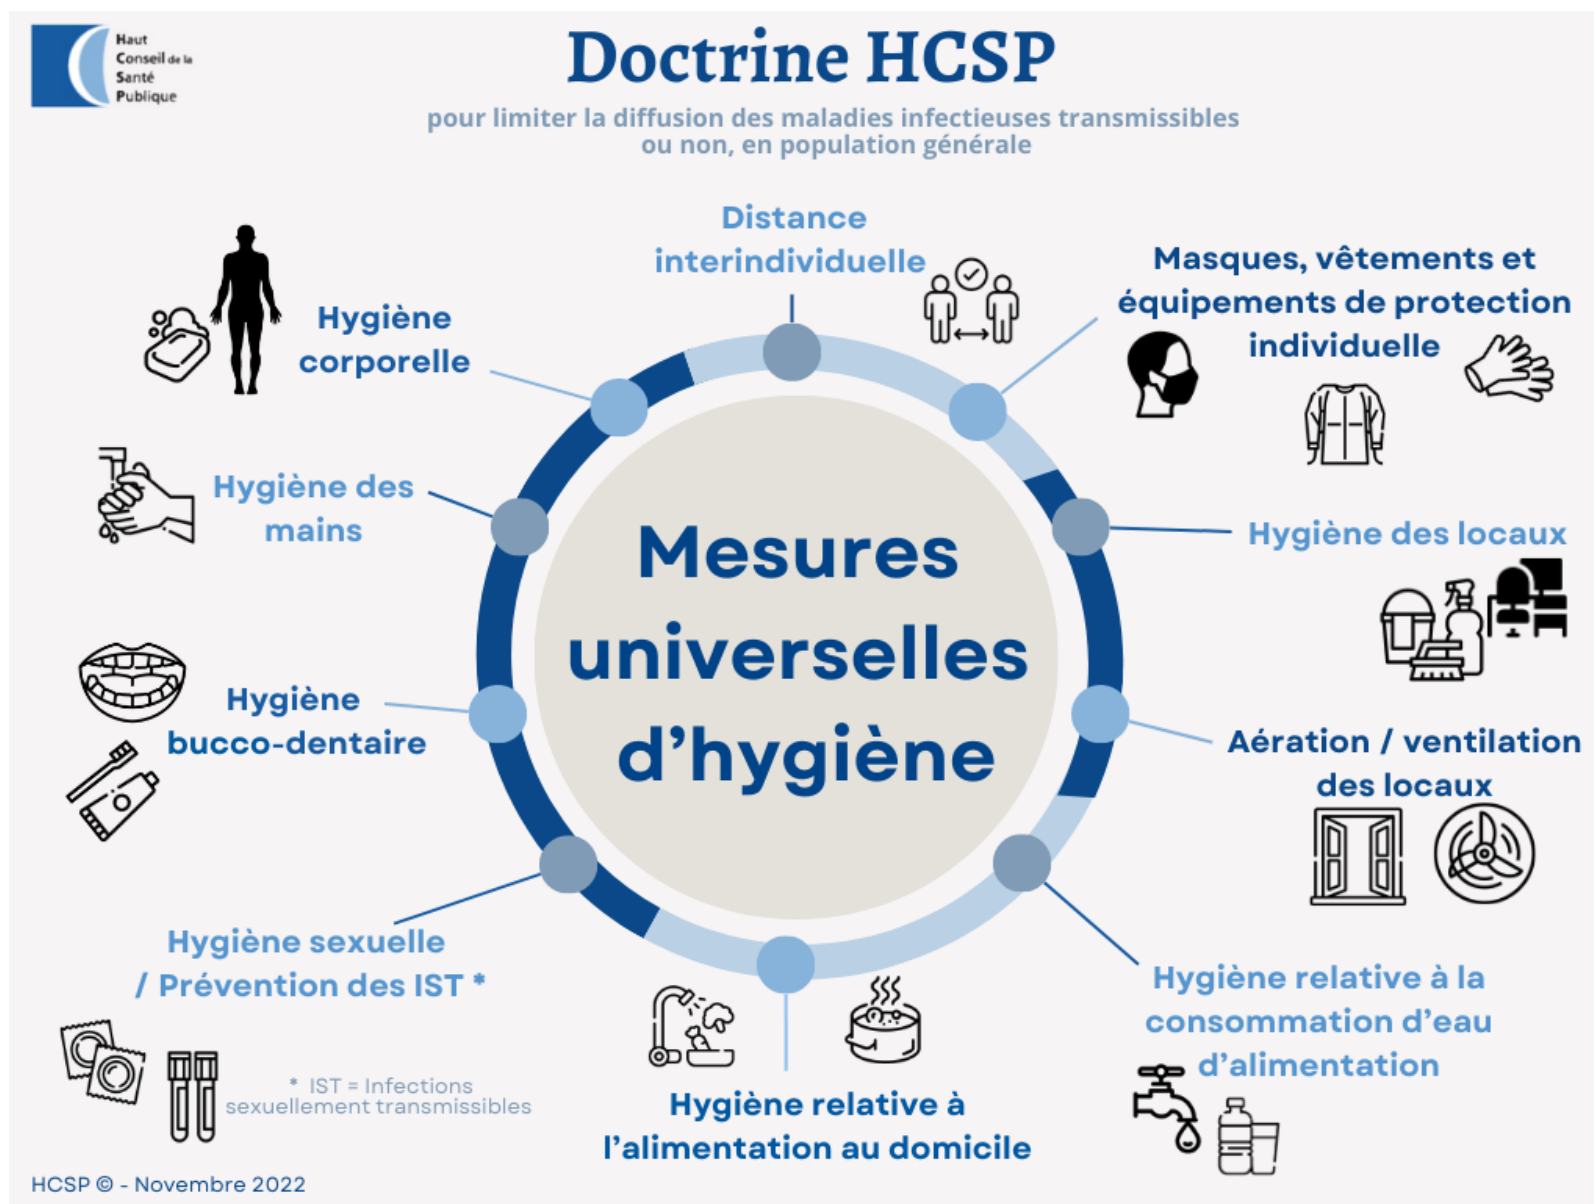 Haut
Conseil de la
Santé
Publique
Doctrine HCSP
pour limiter la diffusion des maladies infectieuses transmissibles
ou non, en population générale
Distance
interindividuelle
Masques, vêtements et
équipements de protection
individuelle
Hygiène des locaux
Aération / ventilation
des locaux
Hygiène relative à la
consommation d'eau
d'alimentation
Hygiène relative à
l'alimentation au domicile
Hygiène sexuelle
/ Prévention des IST *
* IST = Infections
sexuellement transmissibles
Hygiène
bucco-dentaire
Hygiène des
mains
Hygiène
corporelle
Mesures
universelles
d'hygiène
HCSP © - Novembre 2022